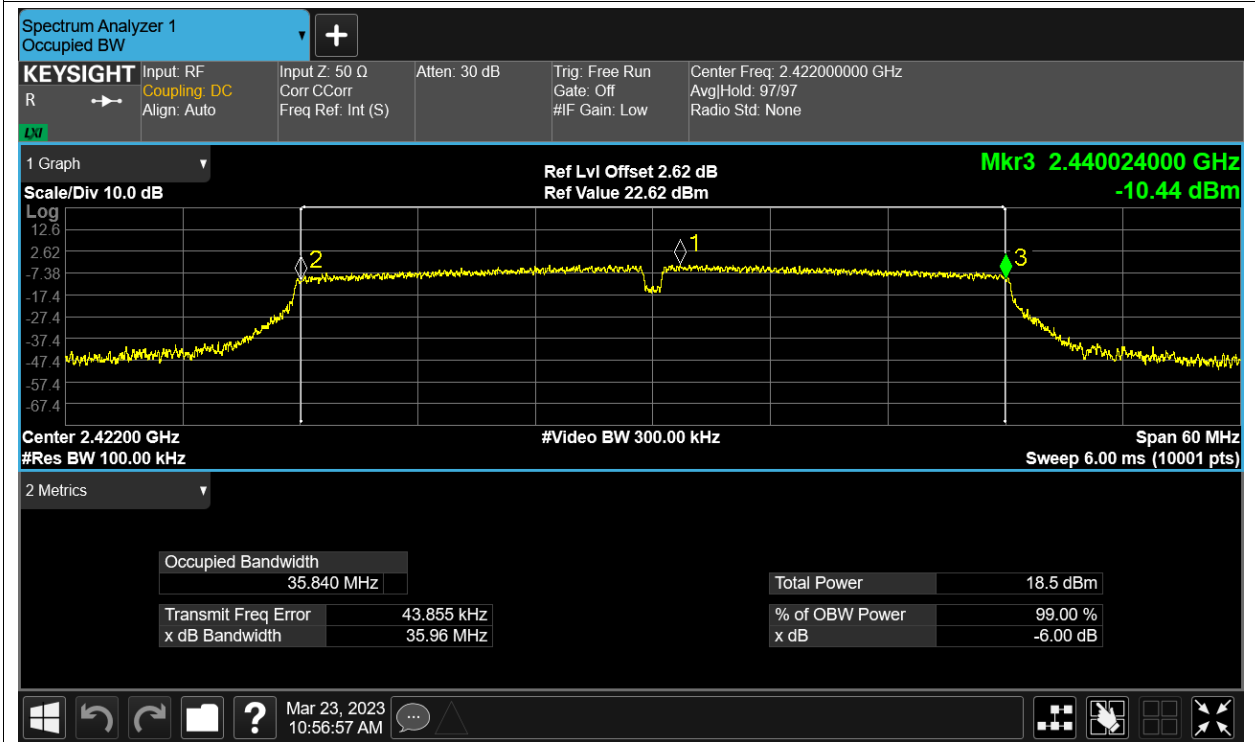 Spectrum Analyzer 1
Occupied BW
KEYSIGHT
R
LXI
Input: RF
Coupling: DC
Align: Auto
Input Z: 50 Ω
Corr CCorr
Freq Ref: Int (S)
Atten: 30 dB
Trig: Free Run
Gate: Off
#IF Gain: Low
Center Freq: 2.422000000 GHz
Avg|Hold: 97/97
Radio Std: None
1 Graph
Scale/Div 10.0 dB
Ref Lvl Offset 2.62 dB
Ref Value 22.62 dBm
Mkr3 2.440024000 GHz
-10.44 dBm
Log
12.6
2.62
-7.38
-17.4
-27.4
-37.4
-47.4
-57.4
-67.4
2
1
3
Center 2.42200 GHz
#Res BW 100.00 kHz
#Video BW 300.00 kHz
Span 60 MHz
Sweep 6.00 ms (10001 pts)
2 Metrics
Occupied Bandwidth
35.840 MHz
Transmit Freq Error 43.855 kHz
x dB Bandwidth 35.96 MHz
Total Power 18.5 dBm
% of OBW Power 99.00 %
x dB -6.00 dB
?
Mar 23, 2023
10:56:57 AM